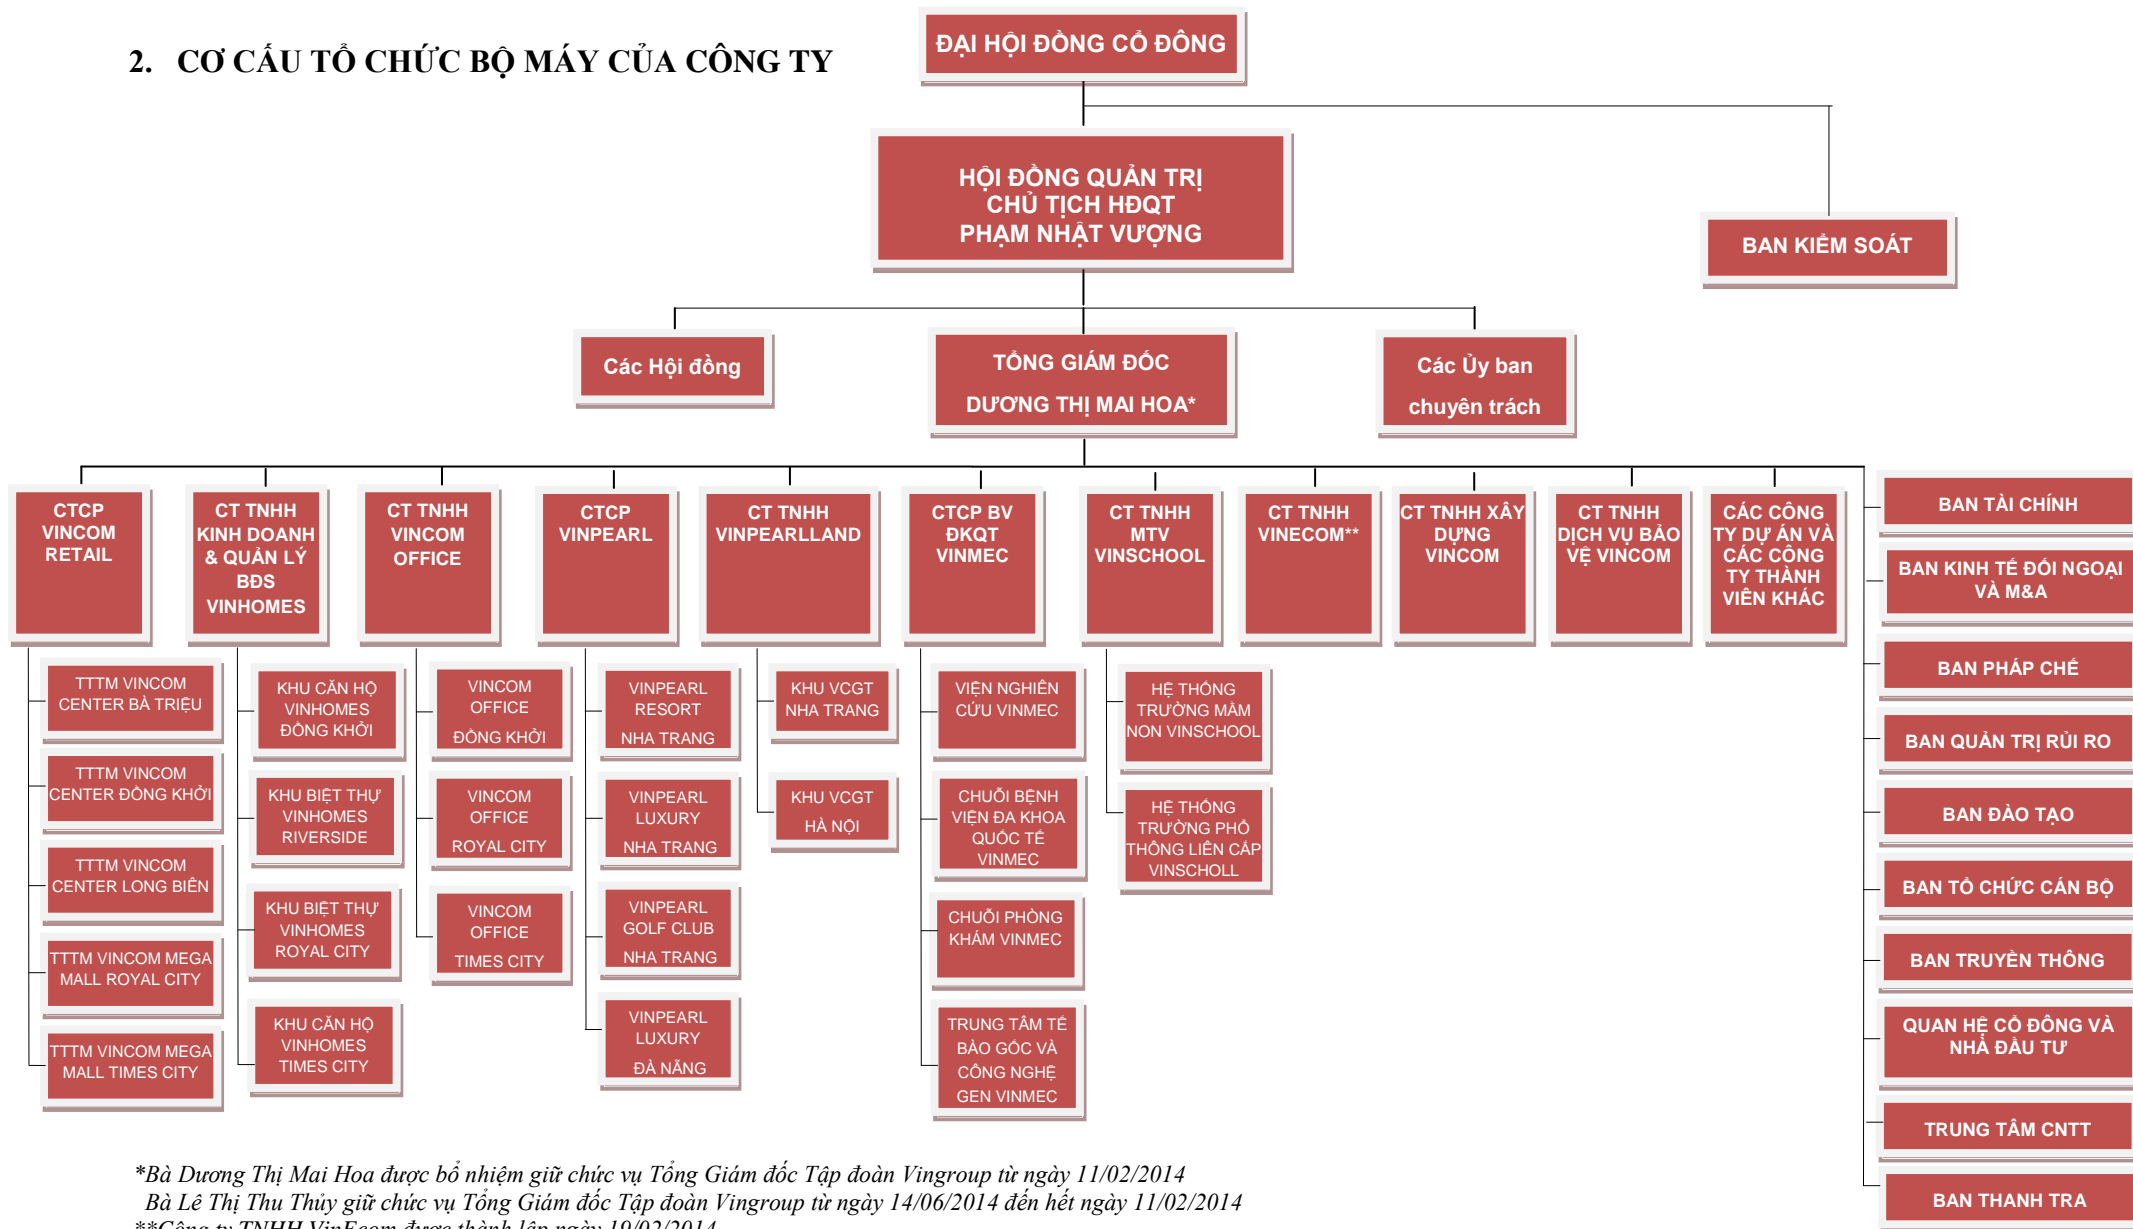 2. CƠ CẤU TỔ CHỨC BỘ MÁY CỦA CÔNG TY
ĐẠI HỘI ĐỒNG CỔ ĐÔNG
HỘI ĐỒNG QUẢN TRỊ
CHỦ TỊCH HĐQT
PHẠM NHẬT VƯỢNG
BAN KIỂM SOÁT
Các Hội đồng
TỔNG GIÁM ĐỐC
DƯƠNG THỊ MAI HOA*
Các Ủy ban
chuyên trách
CTCP
VINCOM
RETAIL
CT TNHH
KINH DOANH
& QUẢN LÝ
BĐS
VINHOMES
CT TNHH
VINCOM
OFFICE
CTCP
VINPEARL
CT TNHH
VINPEARLLAND
CTCP BV
ĐKQT
VINMEC
CT TNHH
MTV
VINSCHOOL
CT TNHH
VINECOM**
CT TNHH XÂY
DỰNG
VINCOM
CT TNHH
DỊCH VỤ BẢO
VỆ VINCOM
CÁC CÔNG
TY DỰ ÁN VÀ
CÁC CÔNG
TY THÀNH
VIÊN KHÁC
TTTM VINCOM
CENTER BÀ TRIỆU
TTTM VINCOM
CENTER ĐỒNG KHỞI
TTTM VINCOM
CENTER LONG BIÊN
TTTM VINCOM MEGA
MALL ROYAL CITY
TTTM VINCOM MEGA
MALL TIMES CITY
KHU CĂN HỘ
VINHOMES
ĐỒNG KHỞI
KHU BIỆT THỰ
VINHOMES
RIVERSIDE
KHU BIỆT THỰ
VINHOMES
ROYAL CITY
KHU CĂN HỘ
VINHOMES
TIMES CITY
VINCOM
OFFICE
ĐỒNG KHỞI
VINCOM
OFFICE
ROYAL CITY
VINCOM
OFFICE
TIMES CITY
VINPEARL
RESORT
NHA TRANG
VINPEARL
LUXURY
NHA TRANG
VINPEARL
GOLF CLUB
NHA TRANG
VINPEARL
LUXURY
ĐÀ NẴNG
KHU VCGT
NHA TRANG
KHU VCGT
HÀ NỘI
VIỆN NGHIÊN
CỨU VINMEC
CHUỖI BỆNH
VIỆN ĐA KHOA
QUỐC TẾ
VINMEC
CHUỖI PHÒNG
KHÁM VINMEC
TRUNG TÂM TẾ
BÀO GỐC VÀ
CÔNG NGHỆ
GEN VINMEC
HỆ THỐNG
TRƯỜNG MẦM
NON VINSCHOOL
HỆ THỐNG
TRƯỜNG PHỔ
THÔNG LIÊN CẤP
VINSCHOLL
BAN TÀI CHÍNH
BAN KINH TẾ ĐỐI NGOẠI
VÀ M&A
BAN PHÁP CHẾ
BAN QUẢN TRỊ RỦI RO
BAN ĐÀO TẠO
BAN TỔ CHỨC CÁN BỘ
BAN TRUYỀN THÔNG
QUAN HỆ CỔ ĐÔNG VÀ
NHÀ ĐẦU TƯ
TRUNG TÂM CNTT
BAN THANH TRA
*Bà Dương Thị Mai Hoa được bổ nhiệm giữ chức vụ Tổng Giám đốc Tập đoàn Vingroup từ ngày 11/02/2014
Bà Lê Thị Thu Thủy giữ chức vụ Tổng Giám đốc Tập đoàn Vingroup từ ngày 14/06/2014 đến hết ngày 11/02/2014
**Công ty TNHH VinEcom được thành lập ngày 19/02/2014